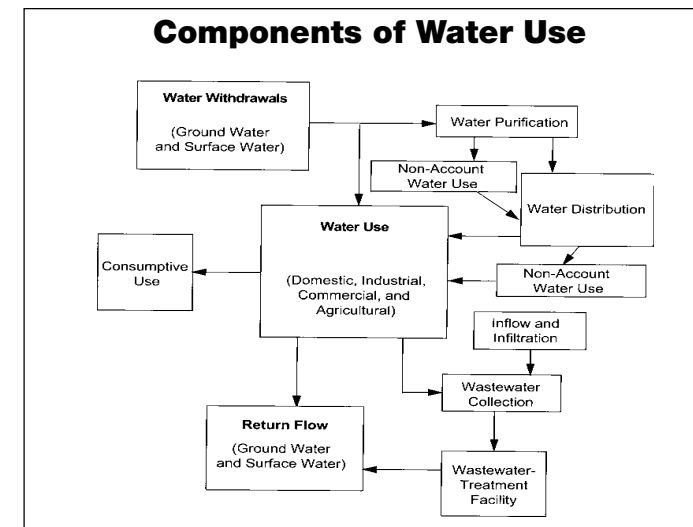 Components of Water Use
Water Withdrawals
(Ground Water
and Surface Water)
Water Purification
Non-Account
Water Use
Water Distribution
Water Use
(Domestic, Industrial,
Commercial, and
Agricultural)
Consumptive
Use
Non-Account
Water Use
Inflow and
Infiltration
Wastewater
Collection
Return Flow
(Ground Water
and Surface Water)
Wastewater-
Treatment
Facility